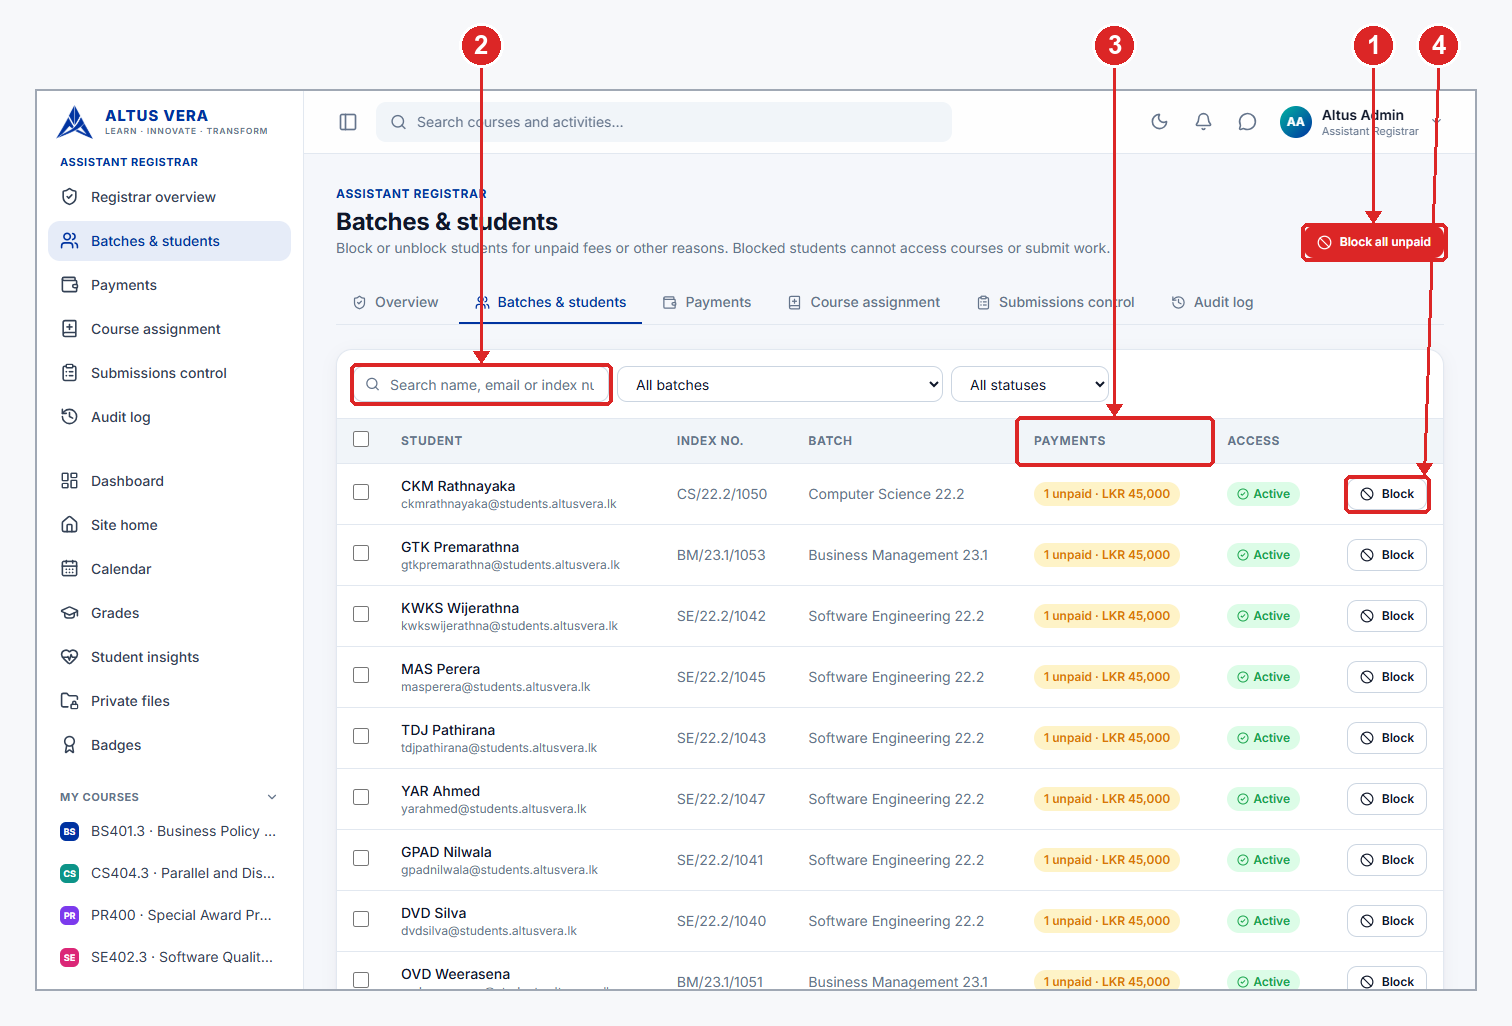 2
3
1
4
ALTUS VERA
LEARN · INNOVATE · TRANSFORM
Search courses and activities...
AA
Altus Admin
Assistant Registrar
ASSISTANT REGISTRAR
Registrar overview
Batches & students
Payments
Course assignment
Submissions control
Audit log
Dashboard
Site home
Calendar
Grades
Student insights
Private files
Badges
MY COURSES
BS BS401.3 · Business Policy ...
CS CS404.3 · Parallel and Dis...
PR PR400 · Special Award Pr...
SE SE402.3 · Software Qualit...
ASSISTANT REGISTRAR
Batches & students
Block or unblock students for unpaid fees or other reasons. Blocked students cannot access courses or submit work.
Block all unpaid
Overview Batches & students Payments Course assignment Submissions control Audit log
Search name, email or index nu All batches All statuses
STUDENT INDEX NO. BATCH PAYMENTS ACCESS
CKM Rathnayaka
ckmrathnayaka@students.altusvera.lk
CS/22.2/1050 Computer Science 22.2 1 unpaid · LKR 45,000 Active Block
GTK Premarathna
gtkpremarathna@students.altusvera.lk
BM/23.1/1053 Business Management 23.1 1 unpaid · LKR 45,000 Active Block
KWKS Wijerathna
kwkswijerathna@students.altusvera.lk
SE/22.2/1042 Software Engineering 22.2 1 unpaid · LKR 45,000 Active Block
MAS Perera
masperera@students.altusvera.lk
SE/22.2/1045 Software Engineering 22.2 1 unpaid · LKR 45,000 Active Block
TDJ Pathirana
tdjpathirana@students.altusvera.lk
SE/22.2/1043 Software Engineering 22.2 1 unpaid · LKR 45,000 Active Block
YAR Ahmed
yarahmed@students.altusvera.lk
SE/22.2/1047 Software Engineering 22.2 1 unpaid · LKR 45,000 Active Block
GPAD Nilwala
gpadnilwala@students.altusvera.lk
SE/22.2/1041 Software Engineering 22.2 1 unpaid · LKR 45,000 Active Block
DVD Silva
dvdsilva@students.altusvera.lk
SE/22.2/1040 Software Engineering 22.2 1 unpaid · LKR 45,000 Active Block
OVD Weerasena
BM/23.1/1051 Business Management 23.1 1 unpaid · LKR 45,000 Active Block